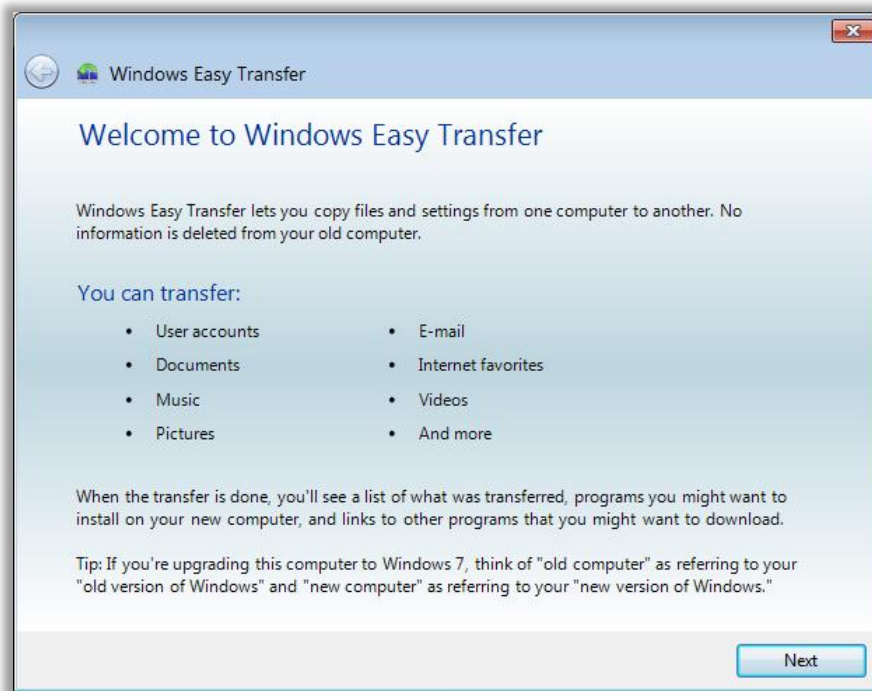 Windows Easy Transfer
Welcome to Windows Easy Transfer
Windows Easy Transfer lets you copy files and settings from one computer to another. No
information is deleted from your old computer.
You can transfer:
• User accounts
• Documents
• Music
• Pictures
• E-mail
• Internet favorites
• Videos
• And more
When the transfer is done, you'll see a list of what was transferred, programs you might want to
install on your new computer, and links to other programs that you might want to download.
Tip: If you're upgrading this computer to Windows 7, think of "old computer" as referring to your
"old version of Windows" and "new computer" as referring to your "new version of Windows."
Next